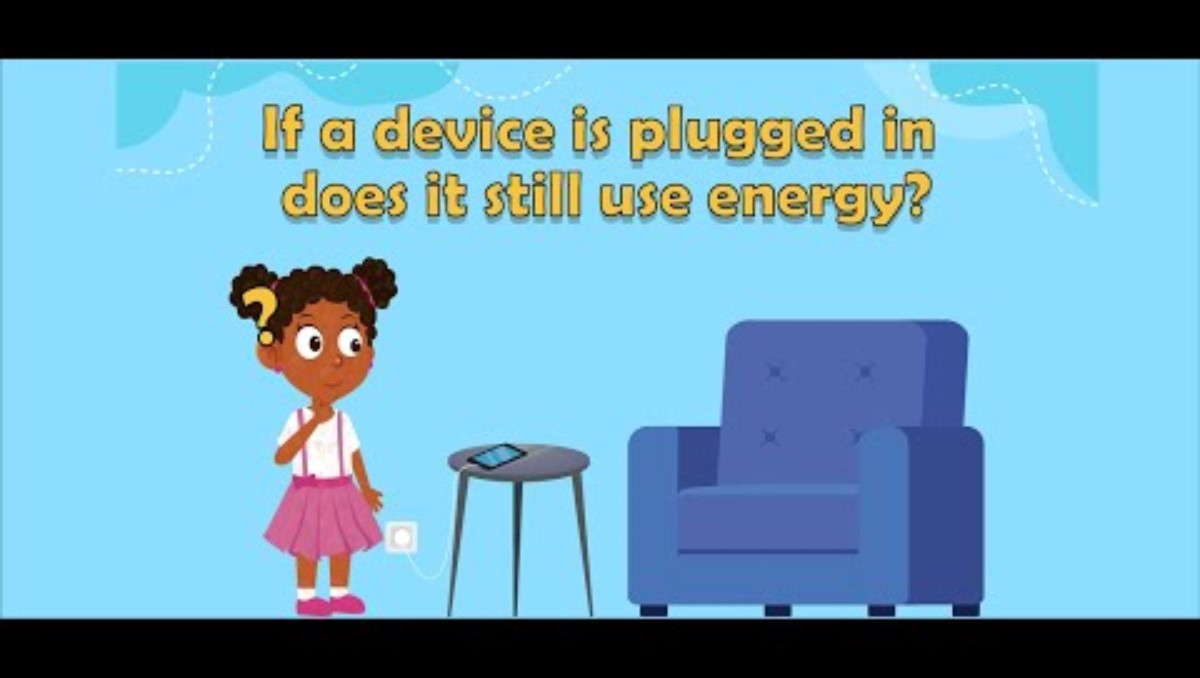 If a device is plugged in
does it still use energy?
?